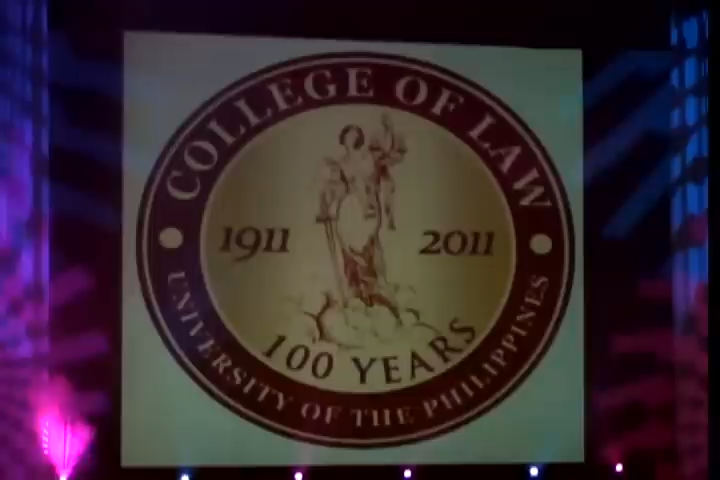 COLLEGE OF LAW
1911 2011
100 YEARS
UNIVERSITY OF THE PHILIPPINES